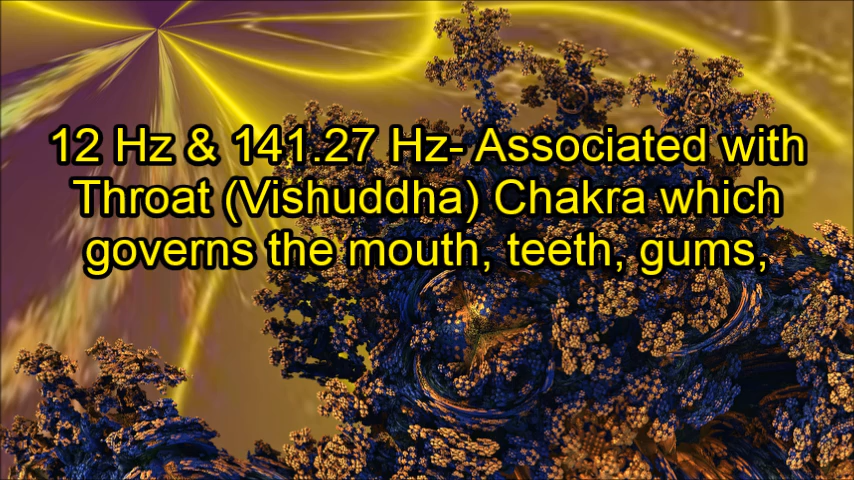 12 Hz & 141.27 Hz- Associated with
Throat (Vishuddha) Chakra which
governs the mouth, teeth, gums,